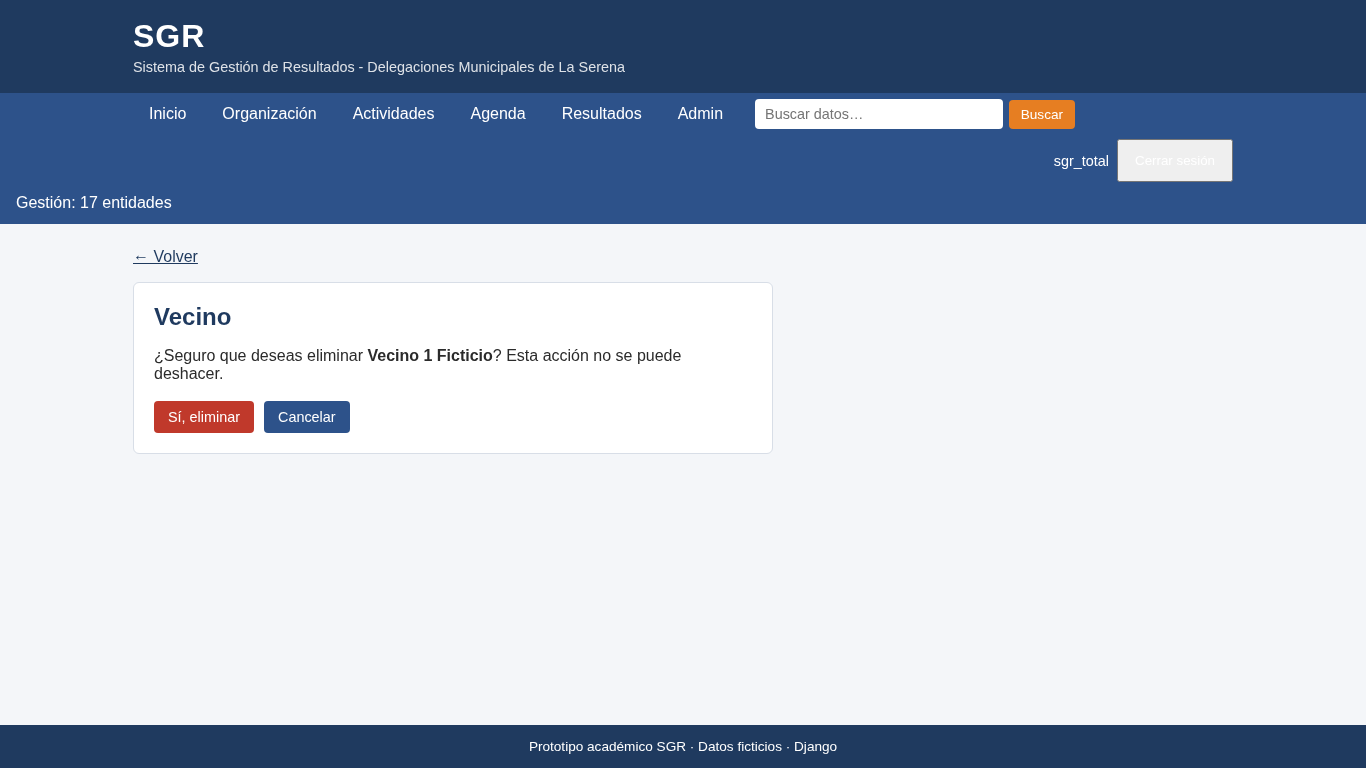 SGR
Sistema de Gestión de Resultados - Delegaciones Municipales de La Serena
Inicio Organización Actividades Agenda Resultados Admin Buscar datos… Buscar
sgr_total Cerrar sesión
Gestión: 17 entidades
← Volver
Vecino
¿Seguro que deseas eliminar Vecino 1 Ficticio? Esta acción no se puede
deshacer.
Sí, eliminar Cancelar
Prototipo académico SGR · Datos ficticios · Django